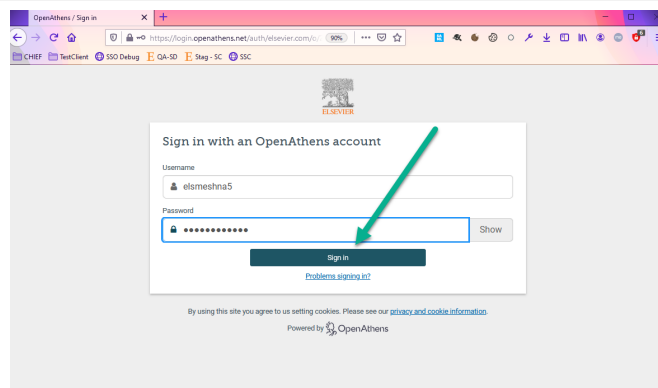 OpenAthens / Sign in
https://login.openathens.net/auth/elsevier.com/o/ 90%
CHIEF TestClient SSO Debug QA-SD Stag - SC SSC
ELSEVIER
Sign in with an OpenAthens account
Username
elsmeshna5
Password
Show
Sign in
Problems signing in?
By using this site you agree to us setting cookies. Please see our privacy and cookie information.
Powered by OpenAthens